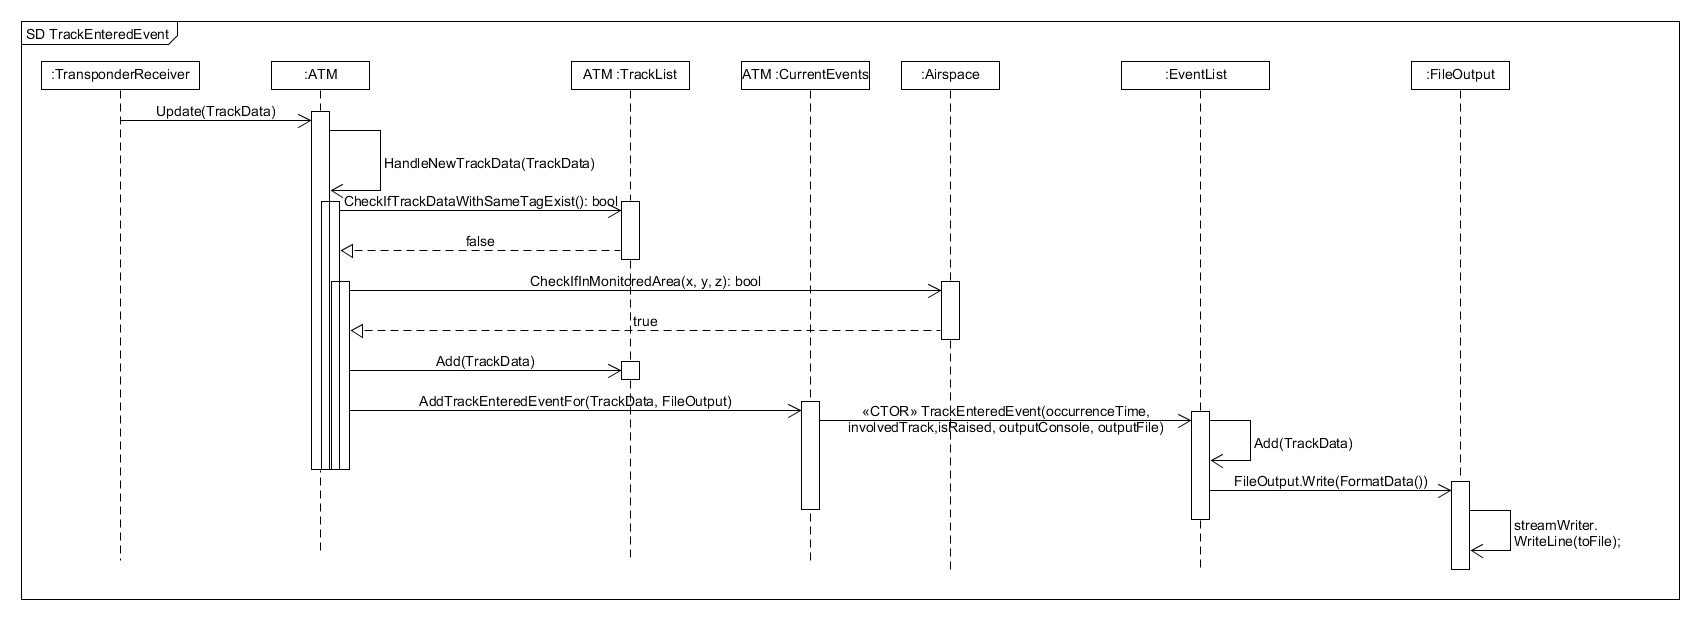 SD TrackEnteredEvent
:TransponderReceiver
:ATM
ATM :TrackList
ATM :CurrentEvents
:Airspace
:EventList
:FileOutput
Update(TrackData)
HandleNewTrackData(TrackData)
CheckIfTrackDataWithSameTagExist(): bool
false
CheckIfInMonitoredArea(x, y, z): bool
true
Add(TrackData)
AddTrackEnteredEventFor(TrackData, FileOutput)
«CTOR» TrackEnteredEvent(occurrenceTime,
involvedTrack,isRaised, outputConsole, outputFile)
Add(TrackData)
FileOutput.Write(FormatData())
streamWriter.
WriteLine(toFile);